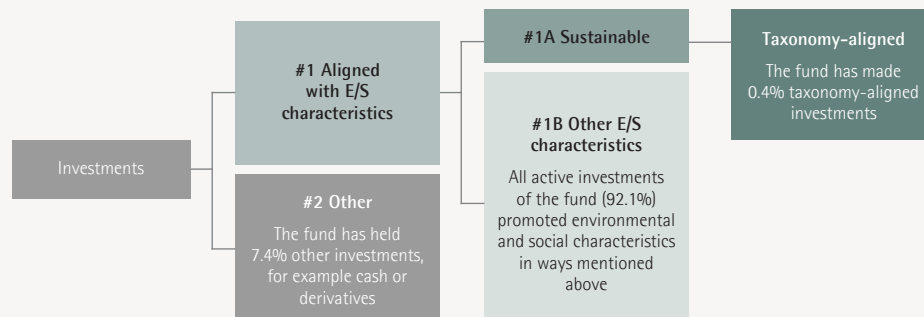 Investments
#1 Aligned
with E/S
characteristics
#2 Other
The fund has held
7.4% other investments,
for example cash or
derivatives
#1A Sustainable
#1B Other E/S
characteristics
All active investments
of the fund (92.1%)
promoted environmental
and social characteristics
in ways mentioned
above
Taxonomy-aligned
The fund has made
0.4% taxonomy-aligned
investments